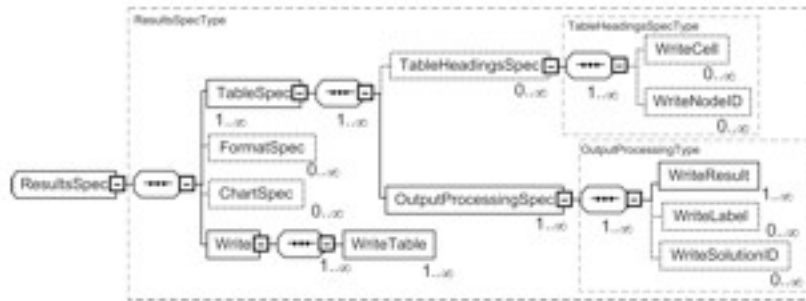 ResultsSpecType
TableHeadingsSpecType
WriteCell
0..∞
TableHeadingsSpec
0..∞
1..∞
WriteNodeID
0..∞
TableSpec
1..∞
1..∞
FormatSpec
0..∞
OutputProcessingType
ResultsSpec
ChartSpec
0..∞
OutputProcessingSpec
1..∞
1..∞
WriteResult
1..∞
WriteLabel
0..∞
Write
1..∞
WriteTable
1..∞
WriteSolutionID
0..∞